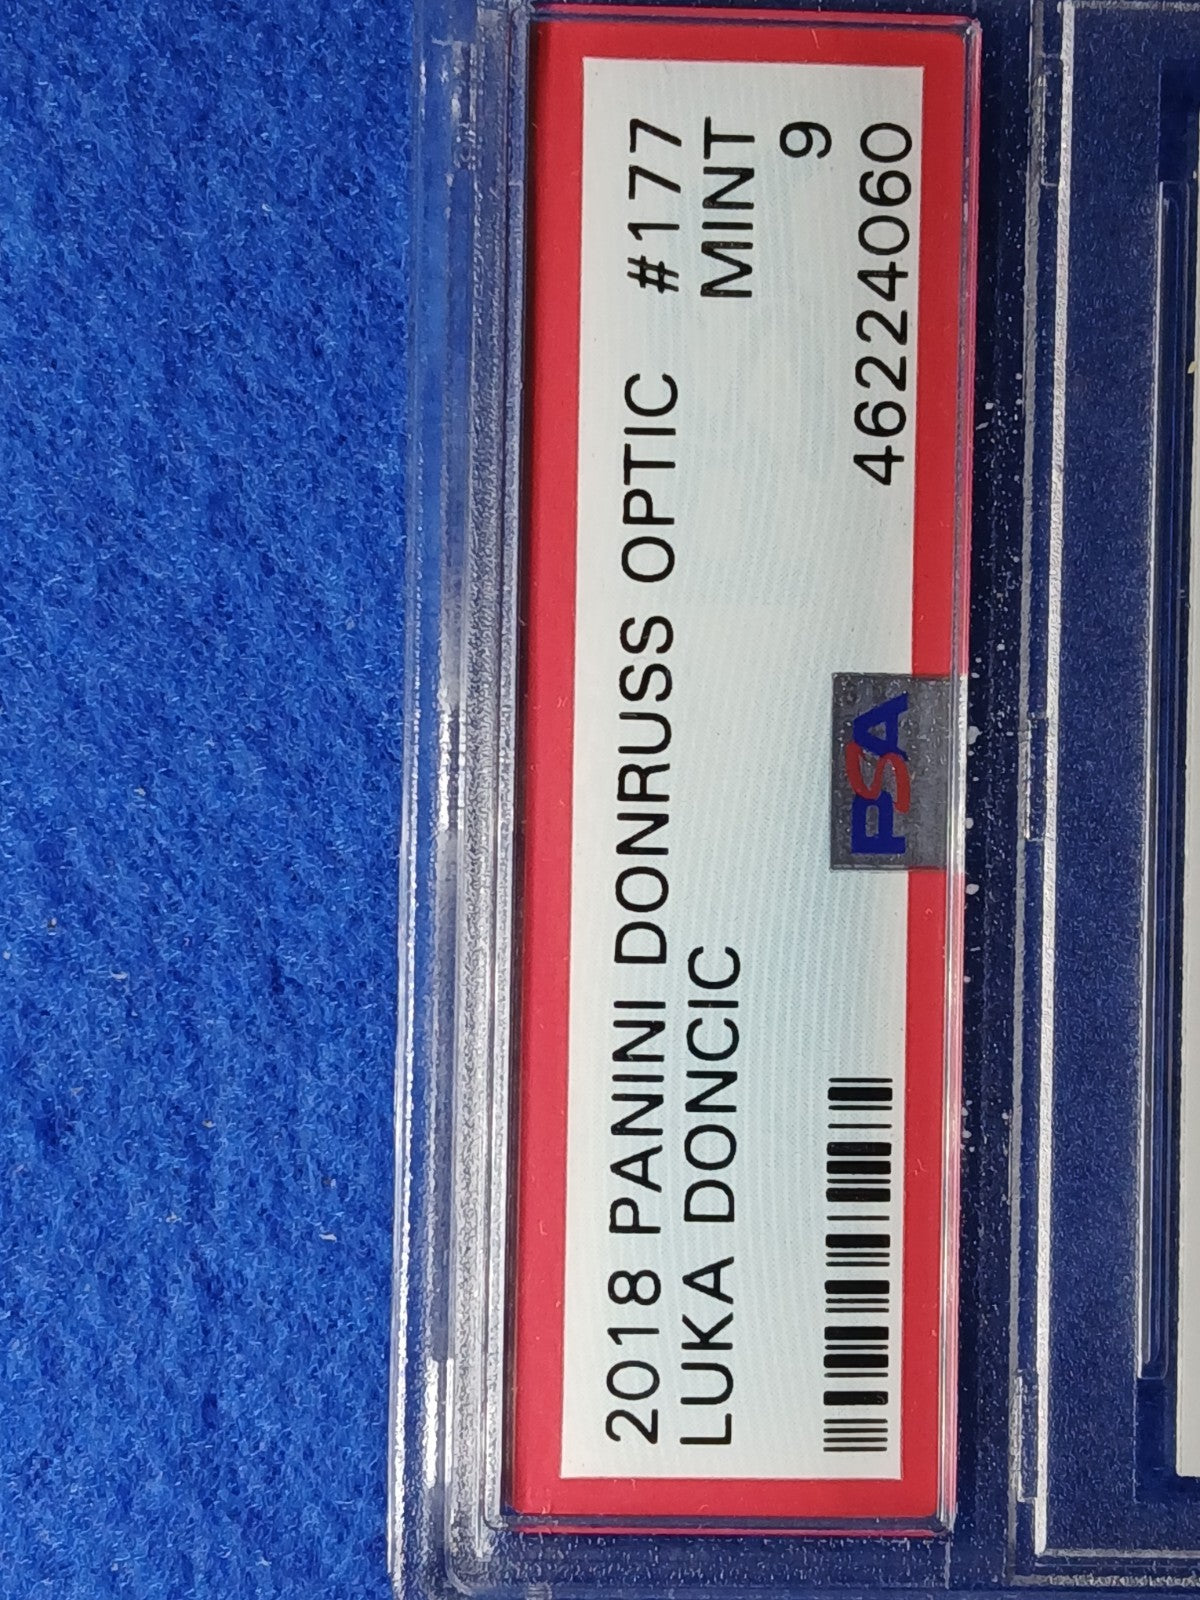 2018 PANINI DONRUSS OPTIC #177
LUKA DONCIC MINT
9
PSA 46224060